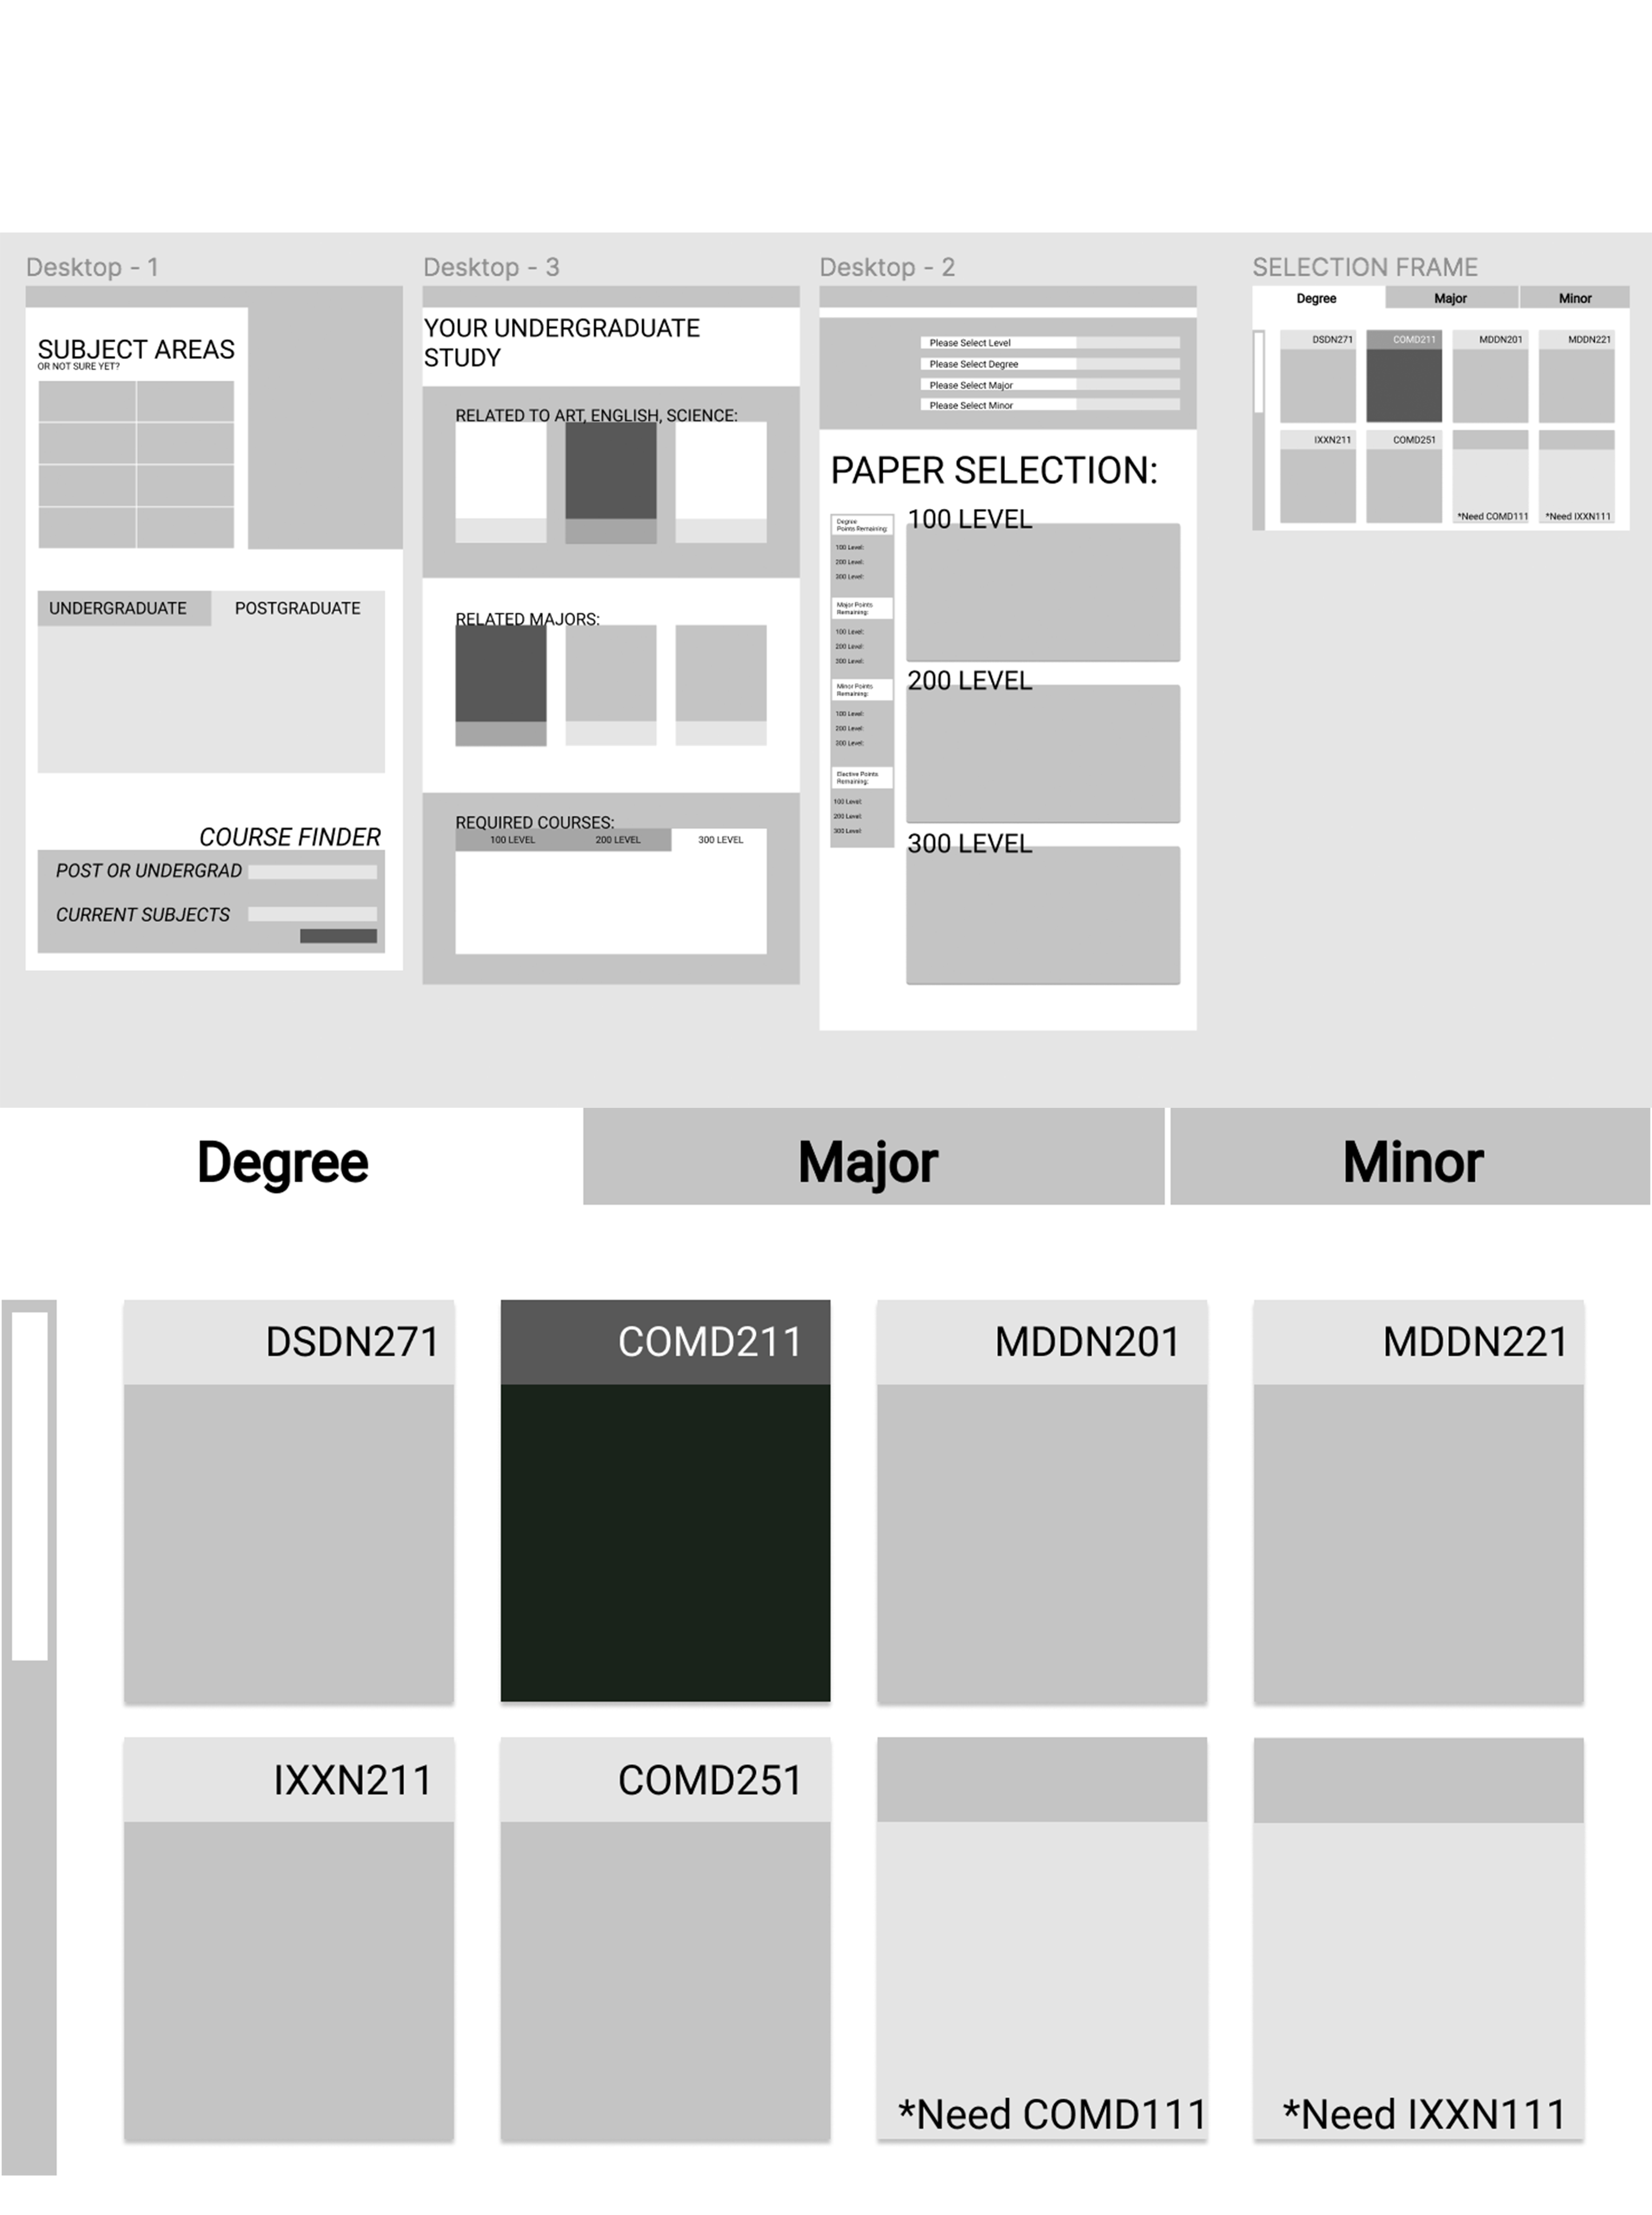 Desktop - 1
SUBJECT AREAS
OR NOT SURE YET?
UNDERGRADUATE
POSTGRADUATE
COURSE FINDER
POST OR UNDERGRAD
CURRENT SUBJECTS
Desktop - 3
YOUR UNDERGRADUATE
STUDY
RELATED TO ART, ENGLISH, SCIENCE:
RELATED MAJORS:
REQUIRED COURSES:
100 LEVEL
200 LEVEL
300 LEVEL
Desktop - 2
Please Select Level
Please Select Degree
Please Select Major
Please Select Minor
PAPER SELECTION:
Degree
Points Remaining:
100 Level:
200 Level:
300 Level:
Major Points
Remaining:
100 Level:
200 Level:
300 Level:
Minor Points
Remaining:
100 Level:
200 Level:
300 Level:
Elective Points
Remaining:
100 Level:
200 Level:
300 Level:
100 LEVEL
200 LEVEL
300 LEVEL
SELECTION FRAME
Degree
Major
Minor
DSDN271
COMD211
MDDN201
MDDN221
IXXN211
COMD251
*Need COMD111
*Need IXXN111
Degree
Major
Minor
DSDN271
COMD211
MDDN201
MDDN221
IXXN211
COMD251
*Need COMD111
*Need IXXN111